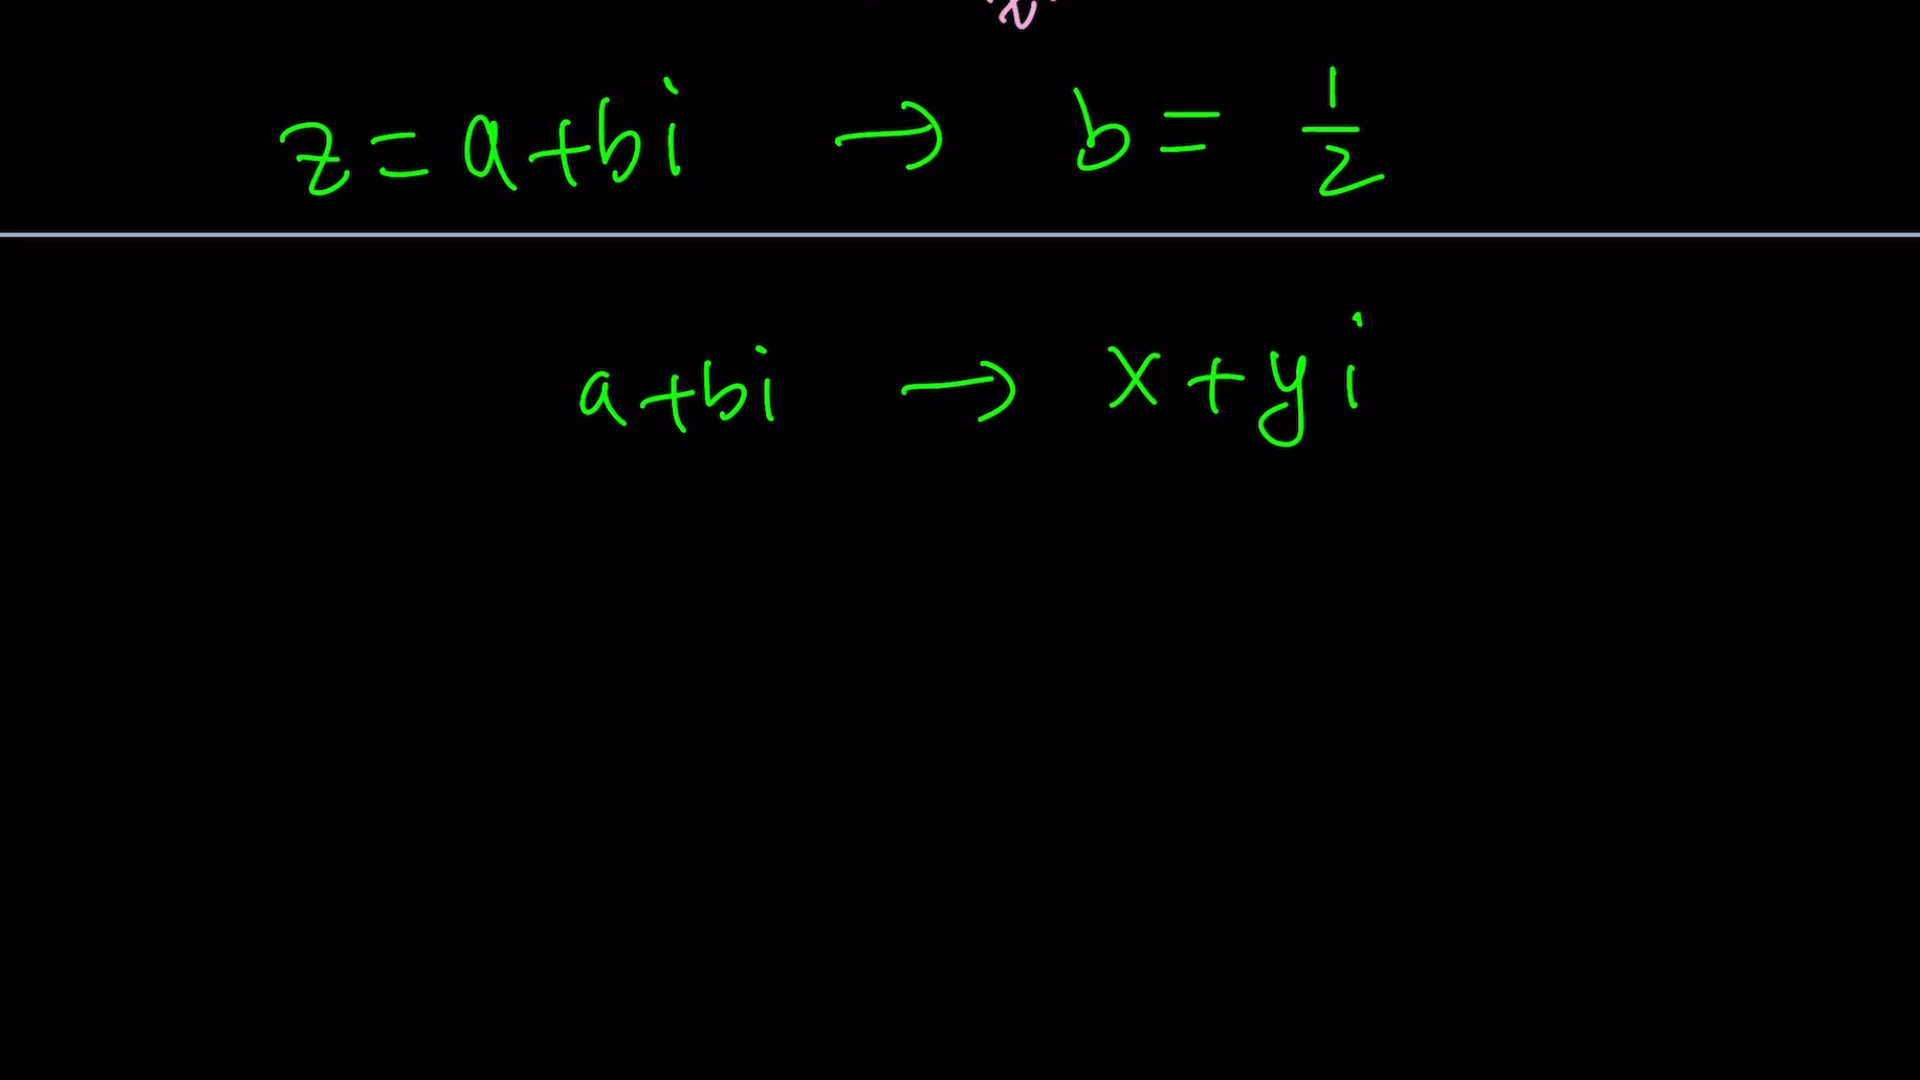 z = a + bi → b = 1/2
a + bi → x + yi